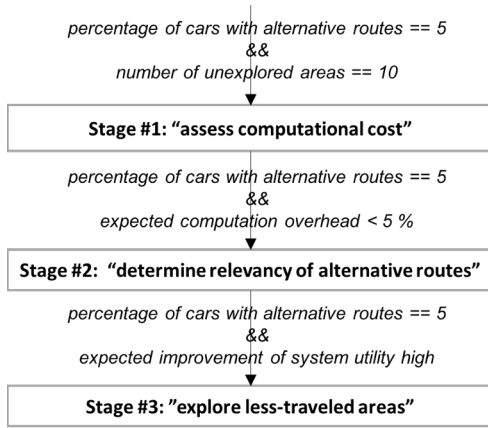 percentage of cars with alternative routes == 5
&&
number of unexplored areas == 10
Stage #1: “assess computational cost”
percentage of cars with alternative routes == 5
&&
expected computation overhead < 5 %
Stage #2: “determine relevancy of alternative routes”
percentage of cars with alternative routes == 5
&&
expected improvement of system utility high
Stage #3: ”explore less-traveled areas”